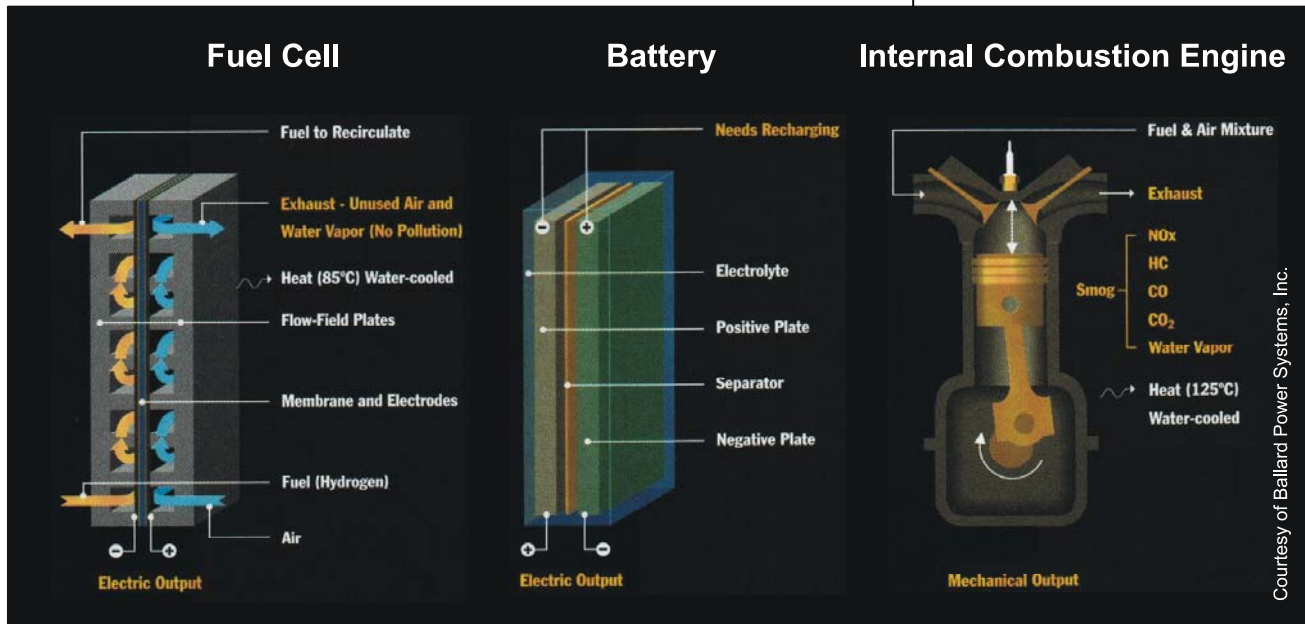 Fuel Cell
Battery
Internal Combustion Engine
Fuel to Recirculate
Exhaust - Unused Air and
Water Vapor (No Pollution)
Heat (85°C) Water-cooled
Flow-Field Plates
Membrane and Electrodes
Fuel (Hydrogen)
Air
− +
Electric Output
Needs Recharging
− +
Electrolyte
Positive Plate
Separator
Negative Plate
+ −
Electric Output
Fuel & Air Mixture
Exhaust
Smog
NOx
HC
CO
CO₂
Water Vapor
Heat (125°C)
Water-cooled
Mechanical Output
Courtesy of Ballard Power Systems, Inc.